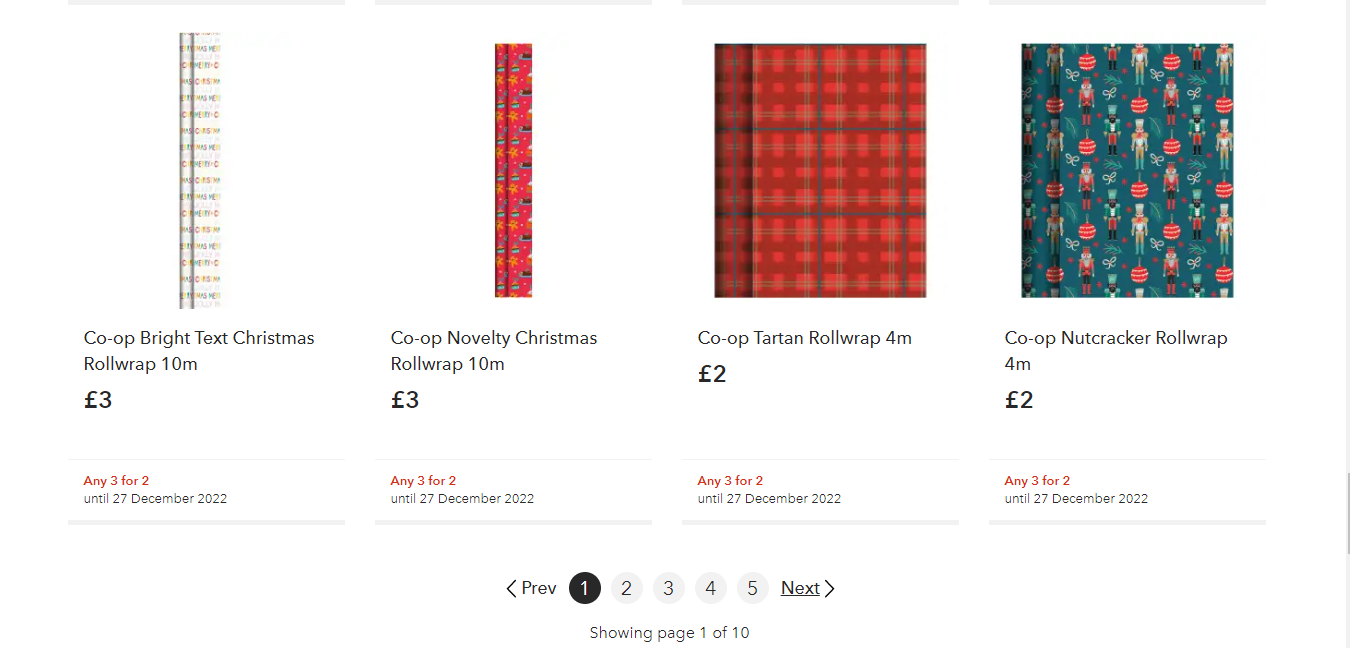 Co-op Bright Text Christmas
Rollwrap 10m
£3
Any 3 for 2
until 27 December 2022
Co-op Novelty Christmas
Rollwrap 10m
£3
Any 3 for 2
until 27 December 2022
Co-op Tartan Rollwrap 4m
£2
Any 3 for 2
until 27 December 2022
Co-op Nutcracker Rollwrap
4m
£2
Any 3 for 2
until 27 December 2022
Prev 1 2 3 4 5 Next
Showing page 1 of 10